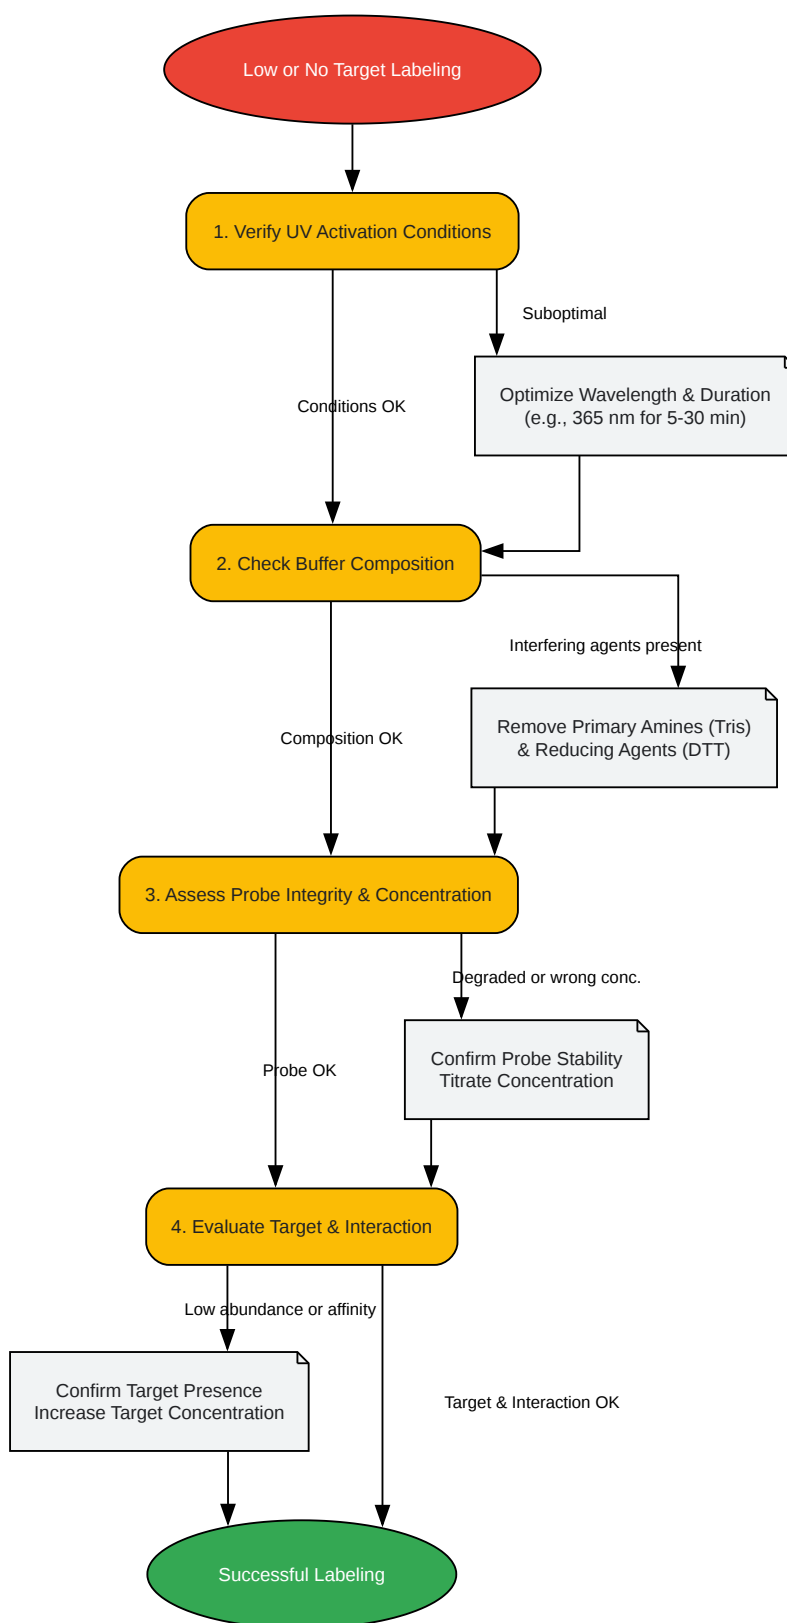 Low or No Target Labeling
1. Verify UV Activation Conditions
Suboptimal
Optimize Wavelength & Duration
(e.g., 365 nm for 5-30 min)
Conditions OK
2. Check Buffer Composition
Interfering agents present
Remove Primary Amines (Tris)
& Reducing Agents (DTT)
Composition OK
3. Assess Probe Integrity & Concentration
Degraded or wrong conc.
Confirm Probe Stability
Titrate Concentration
Probe OK
4. Evaluate Target & Interaction
Low abundance or affinity
Confirm Target Presence
Increase Target Concentration
Target & Interaction OK
Successful Labeling